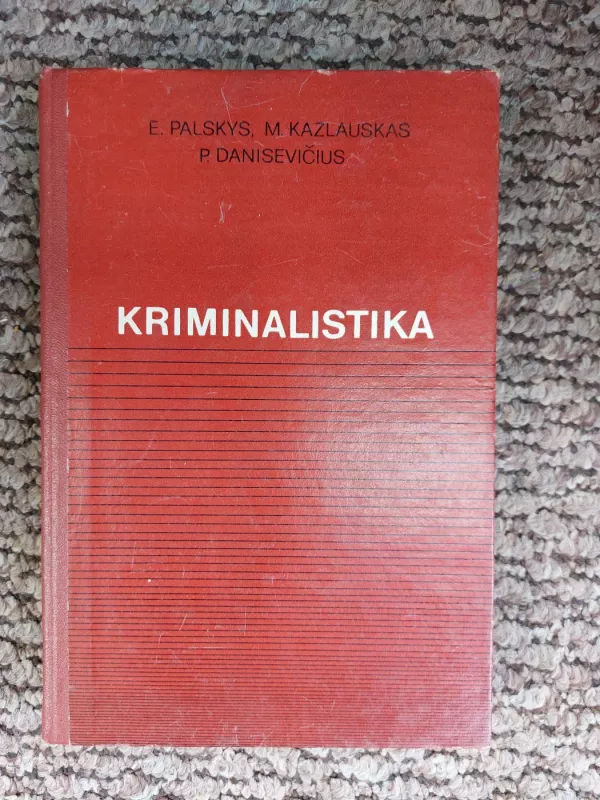 E. PALSKYS, M. KAZLAUSKAS
P. DANISEVIČIUS
KRIMINALISTIKA